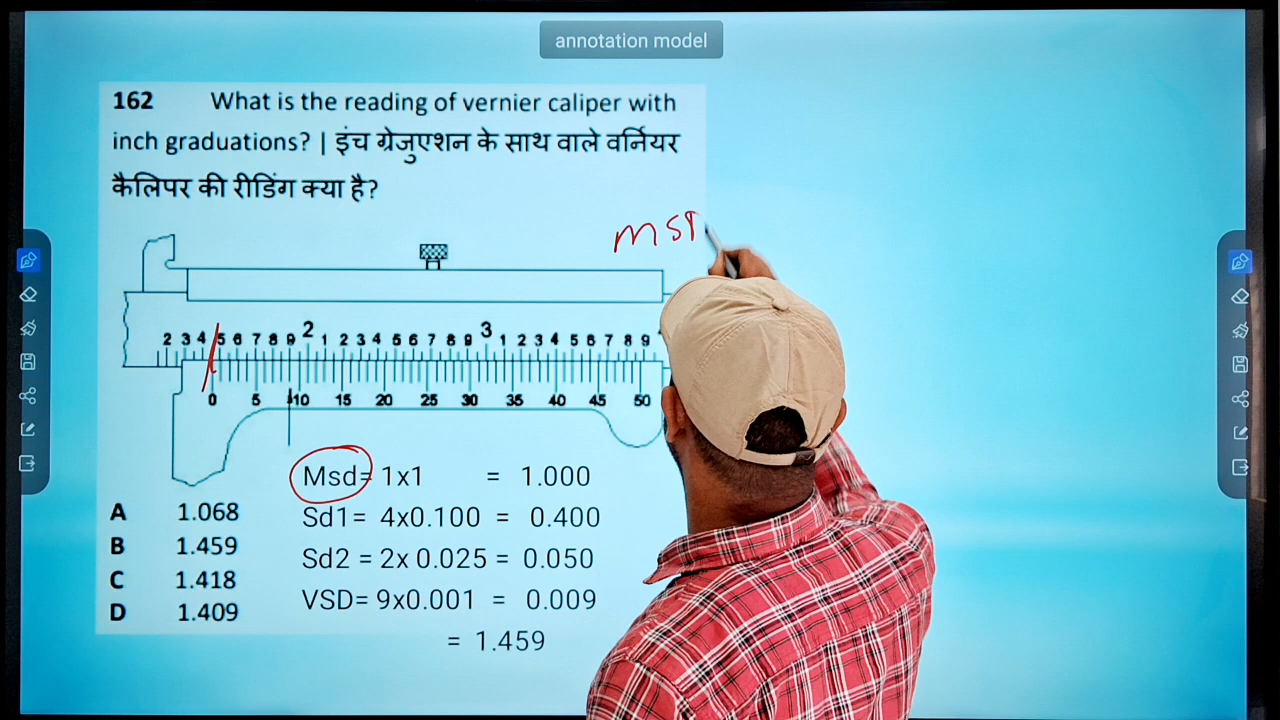 annotation model
162 What is the reading of vernier caliper with
inch graduations? | इंच ग्रेजुएशन के साथ वाले वर्नियर
कैलिपर की रीडिंग क्या है?
msr
2 3 4 5 6 7 8 9 2 1 2 3 4 5 6 7 8 9 3 1 2 3 4 5 6 7 8 9
0 5 10 15 20 25 30 35 40 45 50
Msd= 1x1 = 1.000
Sd1= 4x0.100 = 0.400
Sd2 = 2x 0.025 = 0.050
VSD= 9x0.001 = 0.009
= 1.459
A 1.068
B 1.459
C 1.418
D 1.409